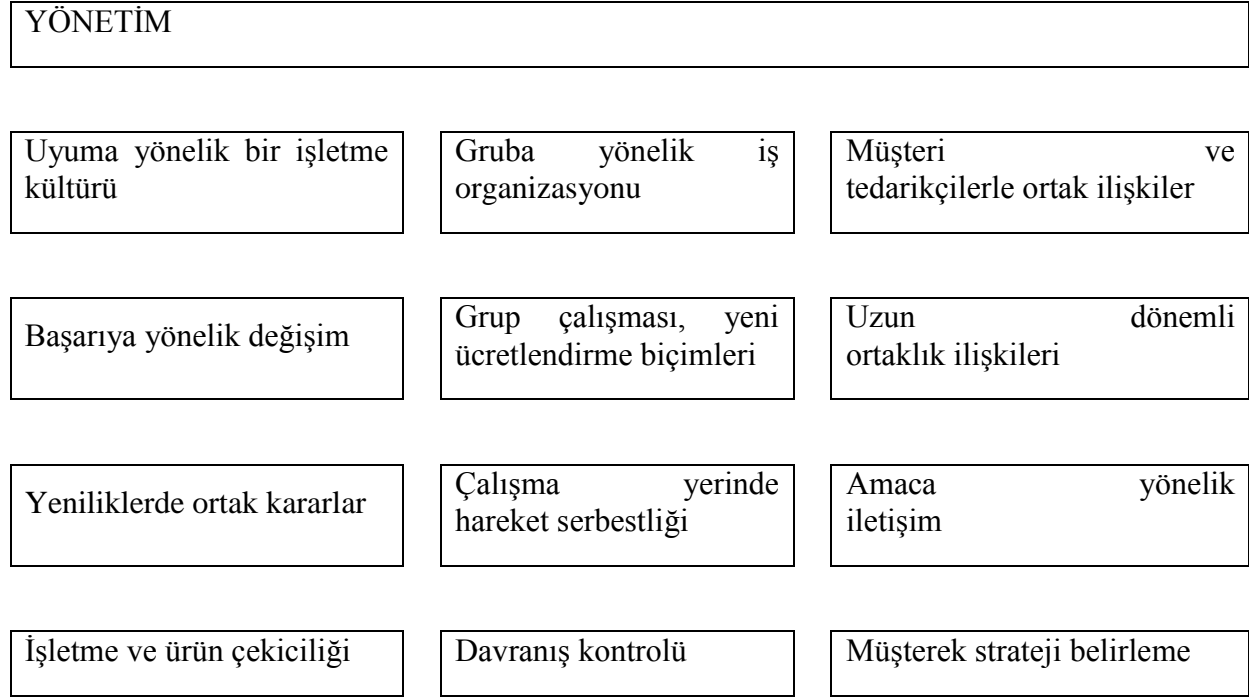 YÖNETİM
Uyuma yönelik bir işletme
kültürü
Gruba yönelik iş
organizasyonu
Müşteri ve
tedarikçilerle ortak ilişkiler
Başarıya yönelik değişim
Grup çalışması, yeni
ücretlendirme biçimleri
Uzun dönemli
ortaklık ilişkileri
Yeniliklerde ortak kararlar
Çalışma yerinde
hareket serbestliği
Amaca yönelik
iletişim
İşletme ve ürün çekiciliği
Davranış kontrolü
Müşterek strateji belirleme